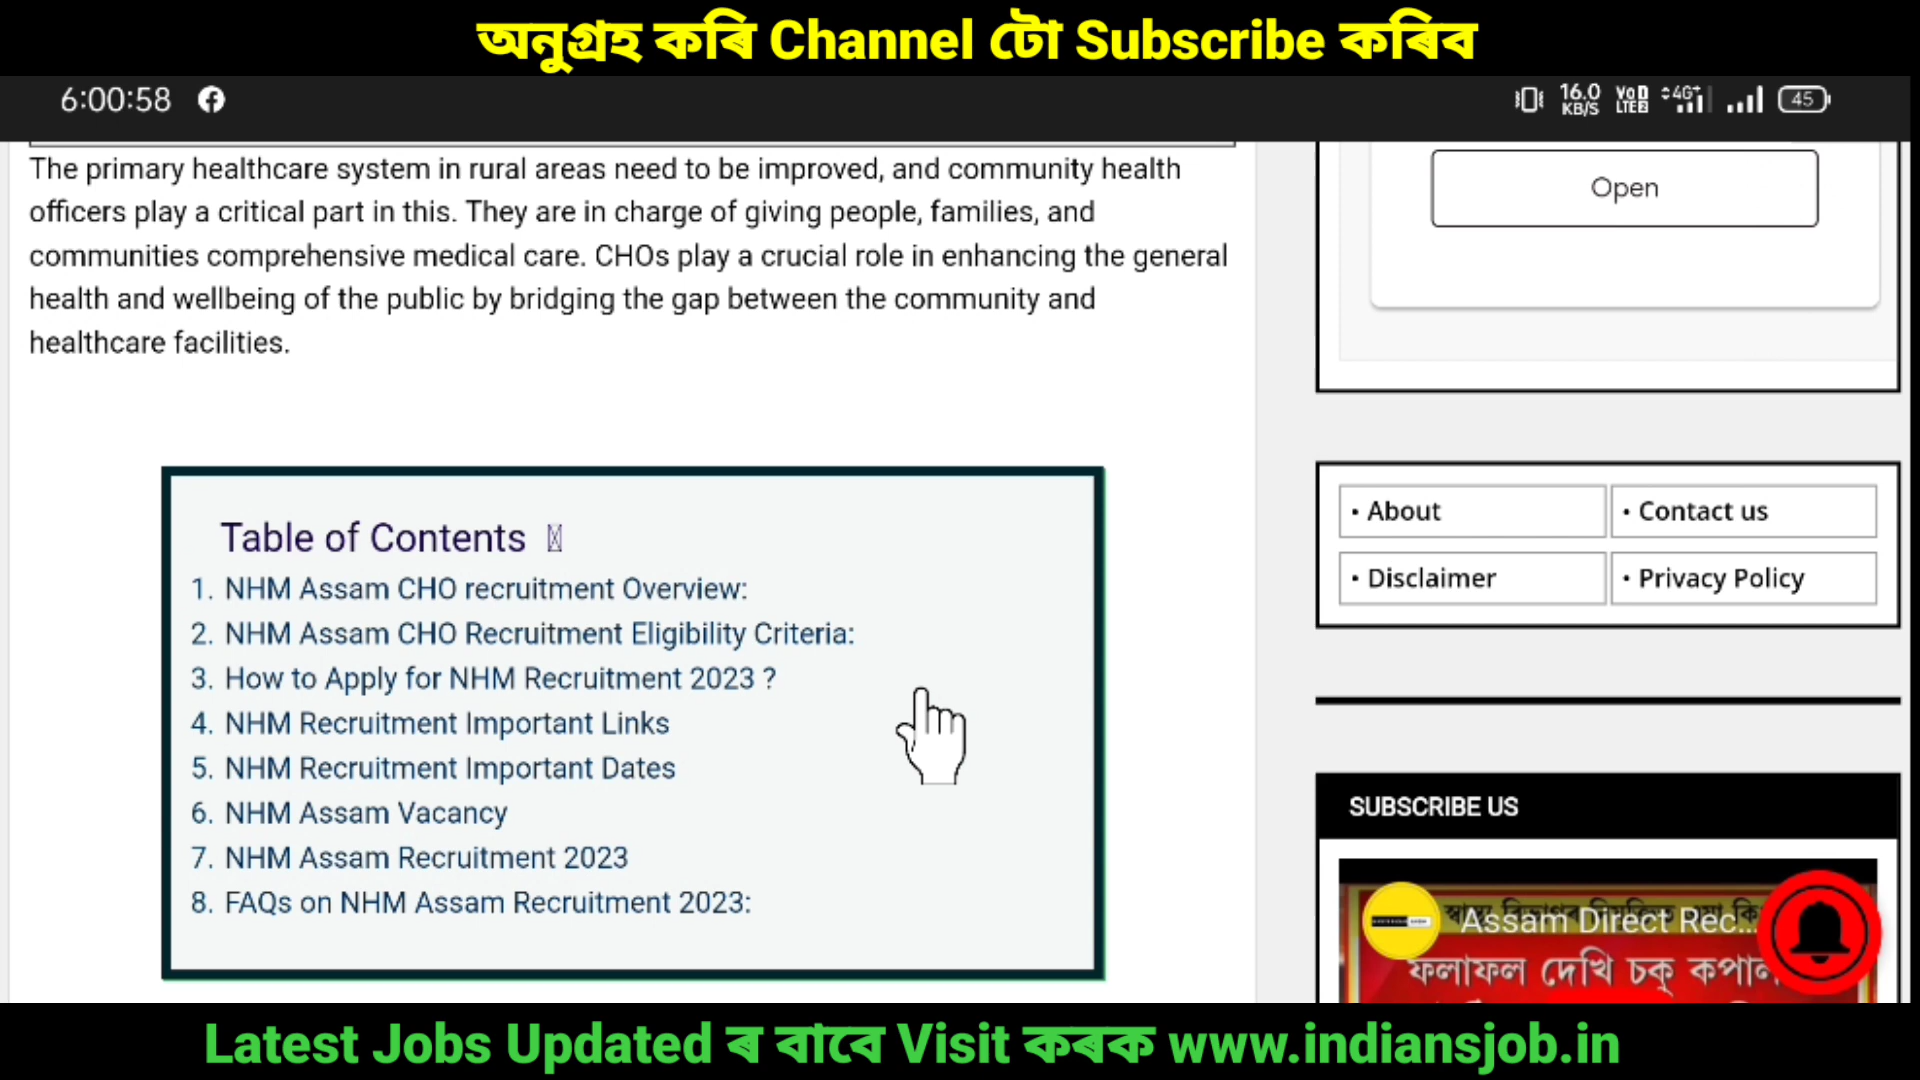 অনুগ্ৰহ কৰি Channel টো Subscribe কৰিব
6:00:58
16.0 KB/S
Vo LTE 2
4G+
45
The primary healthcare system in rural areas need to be improved, and community health
officers play a critical part in this. They are in charge of giving people, families, and
communities comprehensive medical care. CHOs play a crucial role in enhancing the general
health and wellbeing of the public by bridging the gap between the community and
healthcare facilities.
Table of Contents
1. NHM Assam CHO recruitment Overview:
2. NHM Assam CHO Recruitment Eligibility Criteria:
3. How to Apply for NHM Recruitment 2023 ?
4. NHM Recruitment Important Links
5. NHM Recruitment Important Dates
6. NHM Assam Vacancy
7. NHM Assam Recruitment 2023
8. FAQs on NHM Assam Recruitment 2023:
Open
• About
• Contact us
• Disclaimer
• Privacy Policy
SUBSCRIBE US
Assam Direct Rec...
ফলাফল দেখি চকু
Latest Jobs Updated ৰ বাবে Visit কৰক www.indiansjob.in